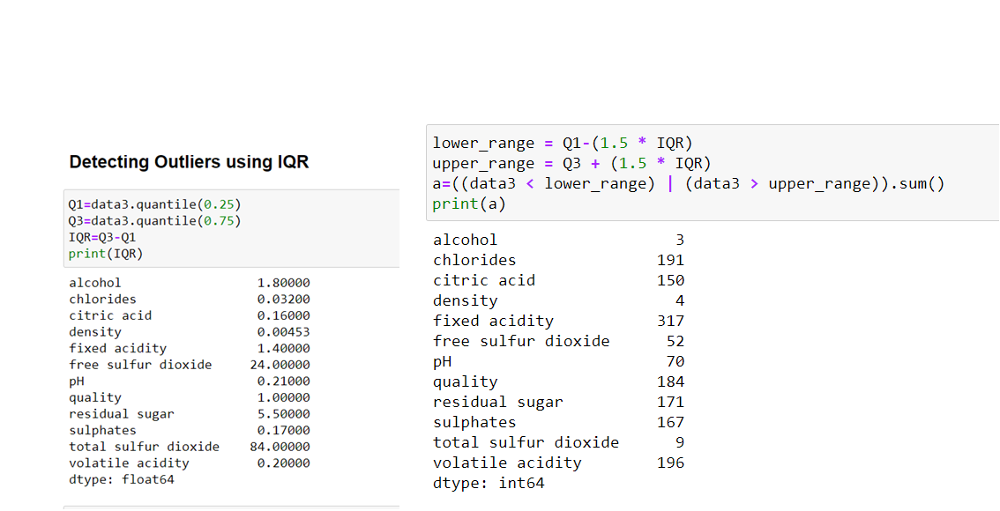 Detecting Outliers using IQR
Q1=data3.quantile(0.25)
Q3=data3.quantile(0.75)
IQR=Q3-Q1
print(IQR)
alcohol 1.80000
chlorides 0.03200
citric acid 0.16000
density 0.00453
fixed acidity 1.40000
free sulfur dioxide 24.00000
pH 0.21000
quality 1.00000
residual sugar 5.50000
sulphates 0.17000
total sulfur dioxide 84.00000
volatile acidity 0.20000
dtype: float64
lower_range = Q1-(1.5 * IQR)
upper_range = Q3 + (1.5 * IQR)
a=((data3 < lower_range) | (data3 > upper_range)).sum()
print(a)
alcohol 3
chlorides 191
citric acid 150
density 4
fixed acidity 317
free sulfur dioxide 52
pH 70
quality 184
residual sugar 171
sulphates 167
total sulfur dioxide 9
volatile acidity 196
dtype: int64